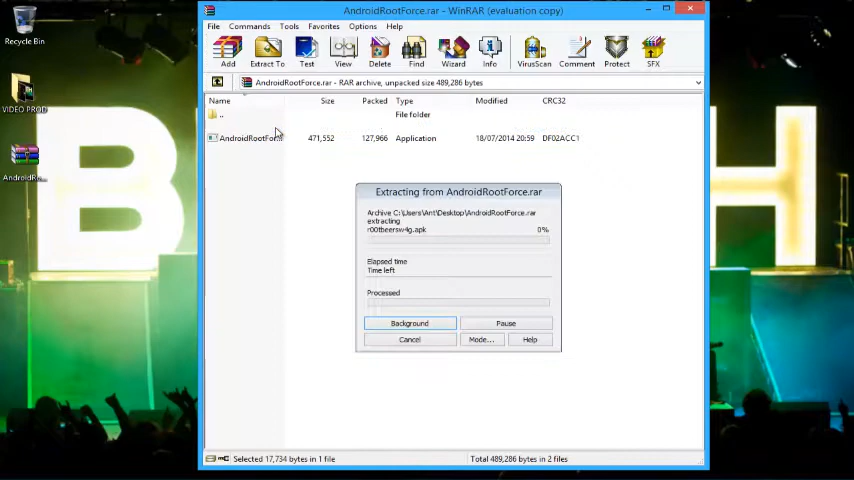 AndroidRootForce.rar - WinRAR (evaluation copy)
File Commands Tools Favorites Options Help
Add Extract To Test View Delete Find Wizard Info VirusScan Comment Protect SFX
AndroidRootForce.rar - RAR archive, unpacked size 489,286 bytes
Name Size Packed Type Modified CRC32
.. File folder
AndroidRootFor... 471,552 127,966 Application 18/07/2014 20:59 DF02ACC1
Extracting from AndroidRootForce.rar
Archive C:\Users\Ant\Desktop\AndroidRootForce.rar
extracting
r00tbeersw4g.apk 0%
Elapsed time
Time left
Processed
Background Pause
Cancel Mode... Help
Selected 17,734 bytes in 1 file Total 489,286 bytes in 2 files
Recycle Bin
VIDEO PROD
AndroidRo...
B H